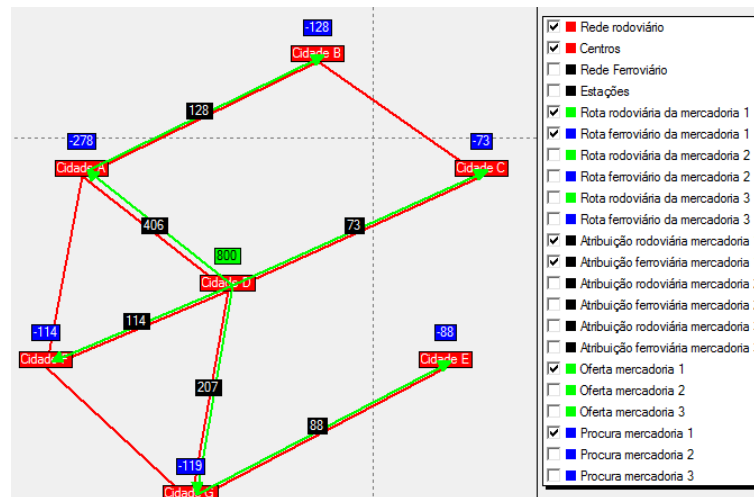 -128
Cidade B
128
-278
Cidade A
-73
Cidade C
406
73
800
Cidade D
114
-114
Cidade F
-88
Cidade E
207
88
-119
Cidade G
Rede rodoviário
Centros
Rede Ferroviário
Estações
Rota rodoviária da mercadoria 1
Rota ferroviário da mercadoria 1
Rota rodoviária da mercadoria 2
Rota ferroviário da mercadoria 2
Rota rodoviária da mercadoria 3
Rota ferroviário da mercadoria 3
Atribuição rodoviária mercadoria
Atribuição ferroviária mercadoria
Atribuição rodoviária mercadoria
Atribuição ferroviária mercadoria
Atribuição rodoviária mercadoria
Atribuição ferroviária mercadoria
Oferta mercadoria 1
Oferta mercadoria 2
Oferta mercadoria 3
Procura mercadoria 1
Procura mercadoria 2
Procura mercadoria 3